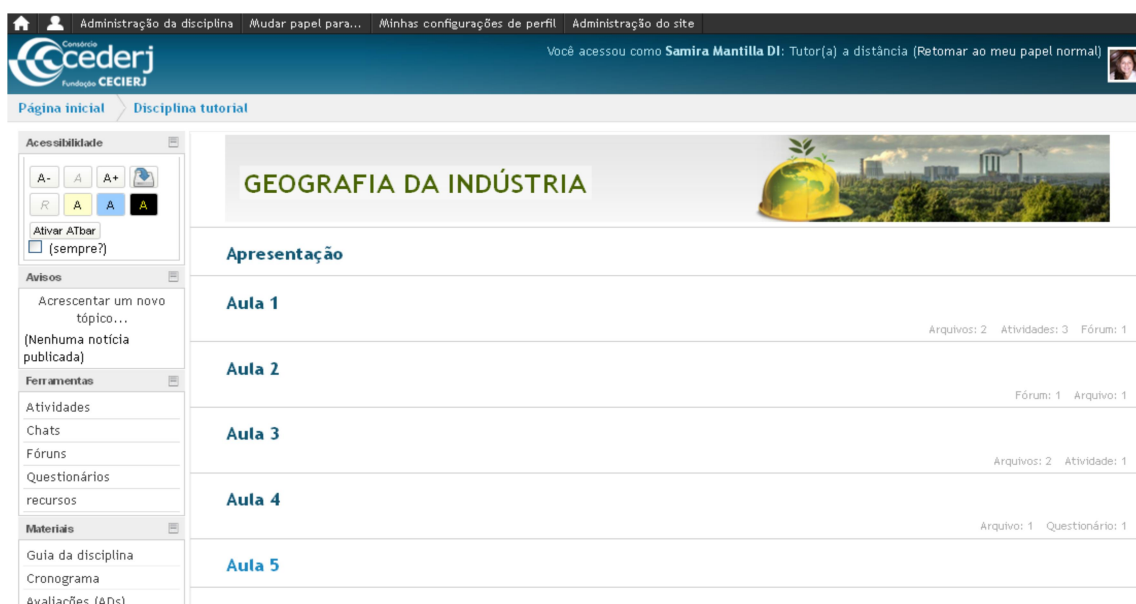 Administração da disciplina Mudar papel para... Minhas configurações de perfil Administração do site
Consórcio
cederj
Fundação CECIERJ
Você acessou como Samira Mantilla DI: Tutor(a) a distância (Retornar ao meu papel normal)
Página inicial Disciplina tutorial
Acessibilidade
A- A A+
R A A A
Ativar ATbar
(sempre?)
Avisos
Acrescentar um novo
tópico...
(Nenhuma notícia
publicada)
Ferramentas
Atividades
Chats
Fóruns
Questionários
recursos
Materiais
Guia da disciplina
Cronograma
Avaliações (ADs)
GEOGRAFIA DA INDÚSTRIA
Apresentação
Aula 1
Arquivos: 2 Atividades: 3 Fórum: 1
Aula 2
Fórum: 1 Arquivo: 1
Aula 3
Arquivos: 2 Atividade: 1
Aula 4
Arquivo: 1 Questionário: 1
Aula 5